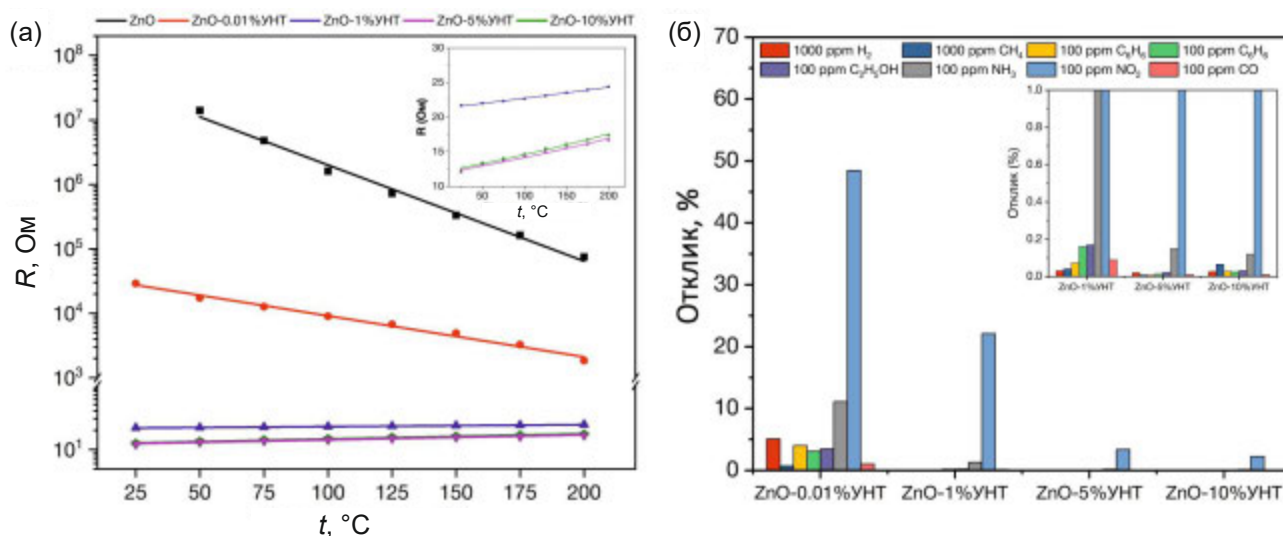 (а)
ZnO ZnO-0.01%УНТ ZnO-1%УНТ ZnO-5%УНТ ZnO-10%УНТ
10⁸
10⁷
10⁶
10⁵
10⁴
10³
10¹
R, Ом
25 50 75 100 125 150 175 200
t, °C
30
25
20
15
10
R (Ом)
50 100 150 200
t, °C
(б)
1000 ppm H₂ 1000 ppm CH₄ 100 ppm C₆H₆ 100 ppm C₆H₆
100 ppm C₂H₅OH 100 ppm NH₃ 100 ppm NO₂ 100 ppm CO
70
60
50
40
30
20
10
0
Отклик, %
ZnO-0.01%УНТ ZnO-1%УНТ ZnO-5%УНТ ZnO-10%УНТ
1.0
0.8
0.6
0.4
0.2
0.0
Отклик (%)
ZnO-1%УНТ ZnO-5%УНТ ZnO-10%УНТ